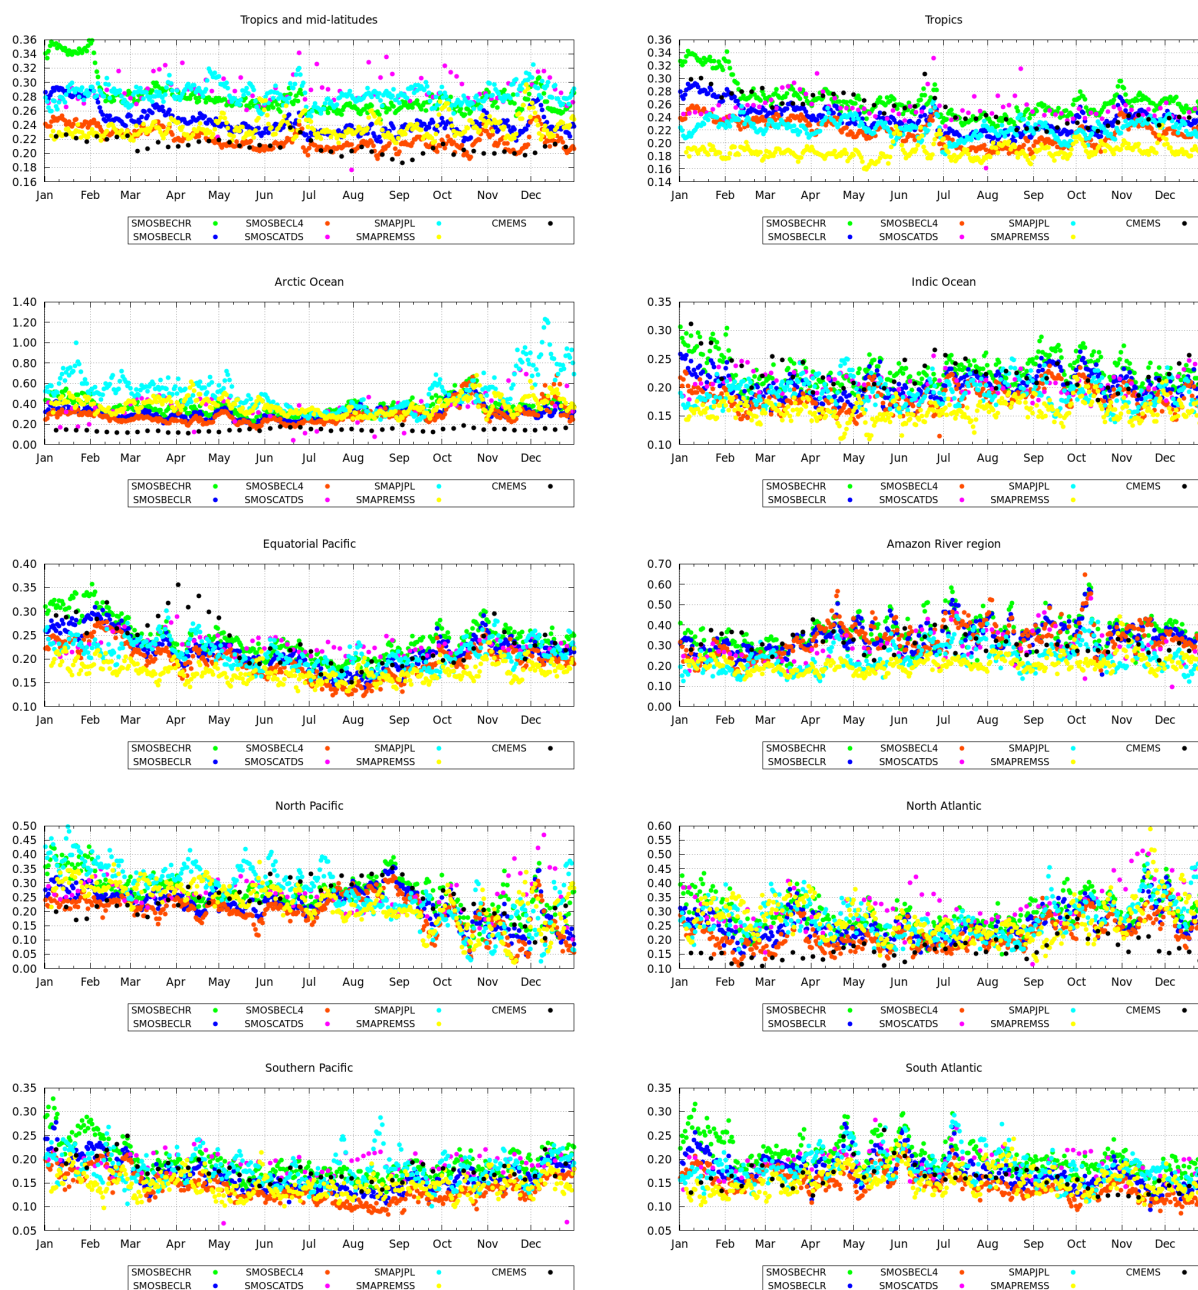 Tropics and mid-latitudes
0.36
0.34
0.32
0.30
0.28
0.26
0.24
0.22
0.20
0.18
0.16
Jan Feb Mar Apr May Jun Jul Aug Sep Oct Nov Dec
SMOSBECHR SMOSBECL4 SMAPJPL CMEMS
SMOSBECLR SMOSCATDS SMAPREMSS
Tropics
0.36
0.34
0.32
0.30
0.28
0.26
0.24
0.22
0.20
0.18
0.16
0.14
Jan Feb Mar Apr May Jun Jul Aug Sep Oct Nov Dec
SMOSBECHR SMOSBECL4 SMAPJPL CMEMS
SMOSBECLR SMOSCATDS SMAPREMSS
Arctic Ocean
1.40
1.20
1.00
0.80
0.60
0.40
0.20
0.00
Jan Feb Mar Apr May Jun Jul Aug Sep Oct Nov Dec
SMOSBECHR SMOSBECL4 SMAPJPL CMEMS
SMOSBECLR SMOSCATDS SMAPREMSS
Indic Ocean
0.35
0.30
0.25
0.20
0.15
0.10
Jan Feb Mar Apr May Jun Jul Aug Sep Oct Nov Dec
SMOSBECHR SMOSBECL4 SMAPJPL CMEMS
SMOSBECLR SMOSCATDS SMAPREMSS
Equatorial Pacific
0.40
0.35
0.30
0.25
0.20
0.15
0.10
Jan Feb Mar Apr May Jun Jul Aug Sep Oct Nov Dec
SMOSBECHR SMOSBECL4 SMAPJPL CMEMS
SMOSBECLR SMOSCATDS SMAPREMSS
Amazon River region
0.70
0.60
0.50
0.40
0.30
0.20
0.10
0.00
Jan Feb Mar Apr May Jun Jul Aug Sep Oct Nov Dec
SMOSBECHR SMOSBECL4 SMAPJPL CMEMS
SMOSBECLR SMOSCATDS SMAPREMSS
North Pacific
0.50
0.45
0.40
0.35
0.30
0.25
0.20
0.15
0.10
0.05
0.00
Jan Feb Mar Apr May Jun Jul Aug Sep Oct Nov Dec
SMOSBECHR SMOSBECL4 SMAPJPL CMEMS
SMOSBECLR SMOSCATDS SMAPREMSS
North Atlantic
0.60
0.55
0.50
0.45
0.40
0.35
0.30
0.25
0.20
0.15
0.10
Jan Feb Mar Apr May Jun Jul Aug Sep Oct Nov Dec
SMOSBECHR SMOSBECL4 SMAPJPL CMEMS
SMOSBECLR SMOSCATDS SMAPREMSS
Southern Pacific
0.35
0.30
0.25
0.20
0.15
0.10
0.05
Jan Feb Mar Apr May Jun Jul Aug Sep Oct Nov Dec
SMOSBECHR SMOSBECL4 SMAPJPL CMEMS
SMOSBECLR SMOSCATDS SMAPREMSS
South Atlantic
0.35
0.30
0.25
0.20
0.15
0.10
0.05
Jan Feb Mar Apr May Jun Jul Aug Sep Oct Nov Dec
SMOSBECHR SMOSBECL4 SMAPJPL CMEMS
SMOSBECLR SMOSCATDS SMAPREMSS